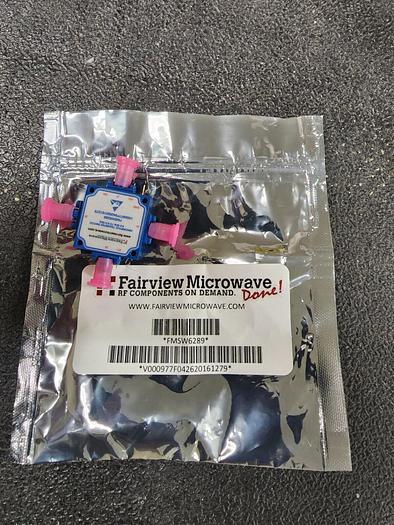 Fairview Microwave
RF COMPONENTS ON DEMAND. Done!
WWW.FAIRVIEWMICROWAVE.COM
*FMSW6289*
*V000977F042620161279*